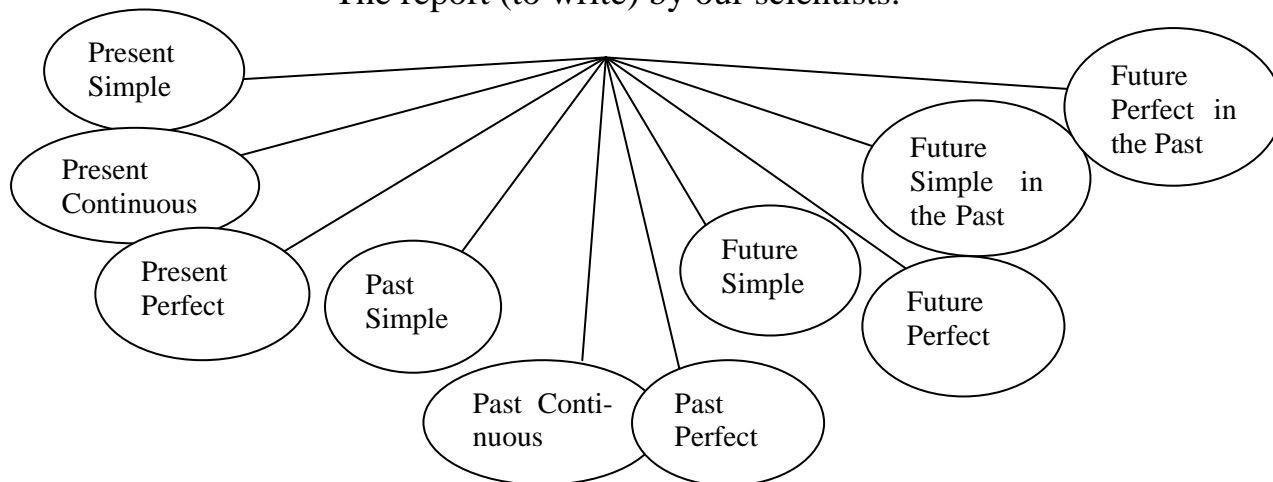 The report (to write) by our scientists.
Present
Simple
Present
Continuous
Present
Perfect
Past
Simple
Past Conti-
nuous
Past
Perfect
Future
Simple
Future
Perfect
Future
Simple in
the Past
Future
Perfect in
the Past